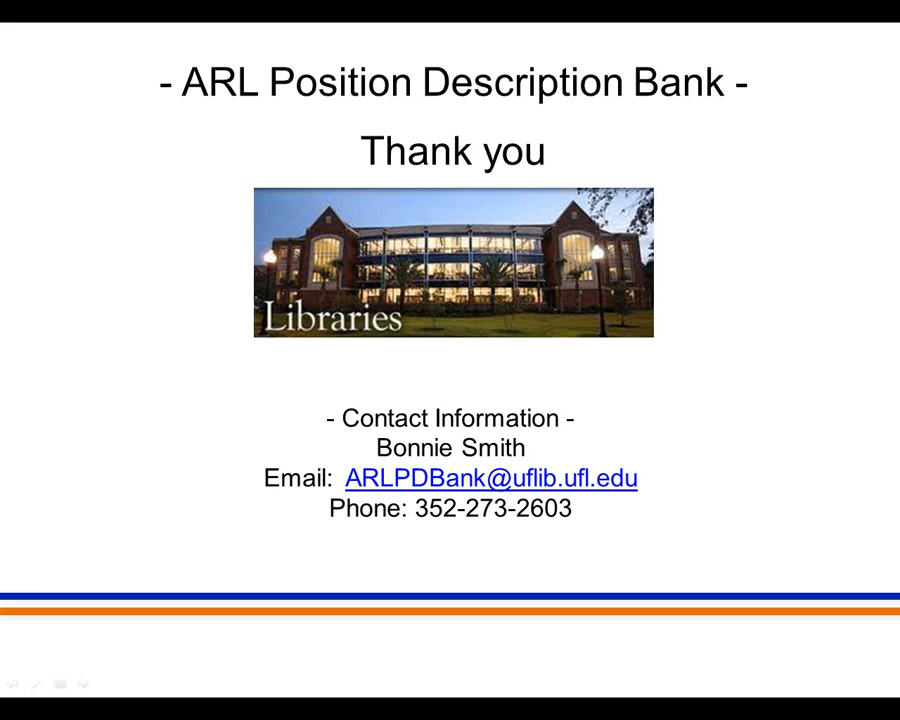 - ARL Position Description Bank -
Thank you
Libraries
- Contact Information -
Bonnie Smith
Email: ARLPDBank@uflib.ufl.edu
Phone: 352-273-2603